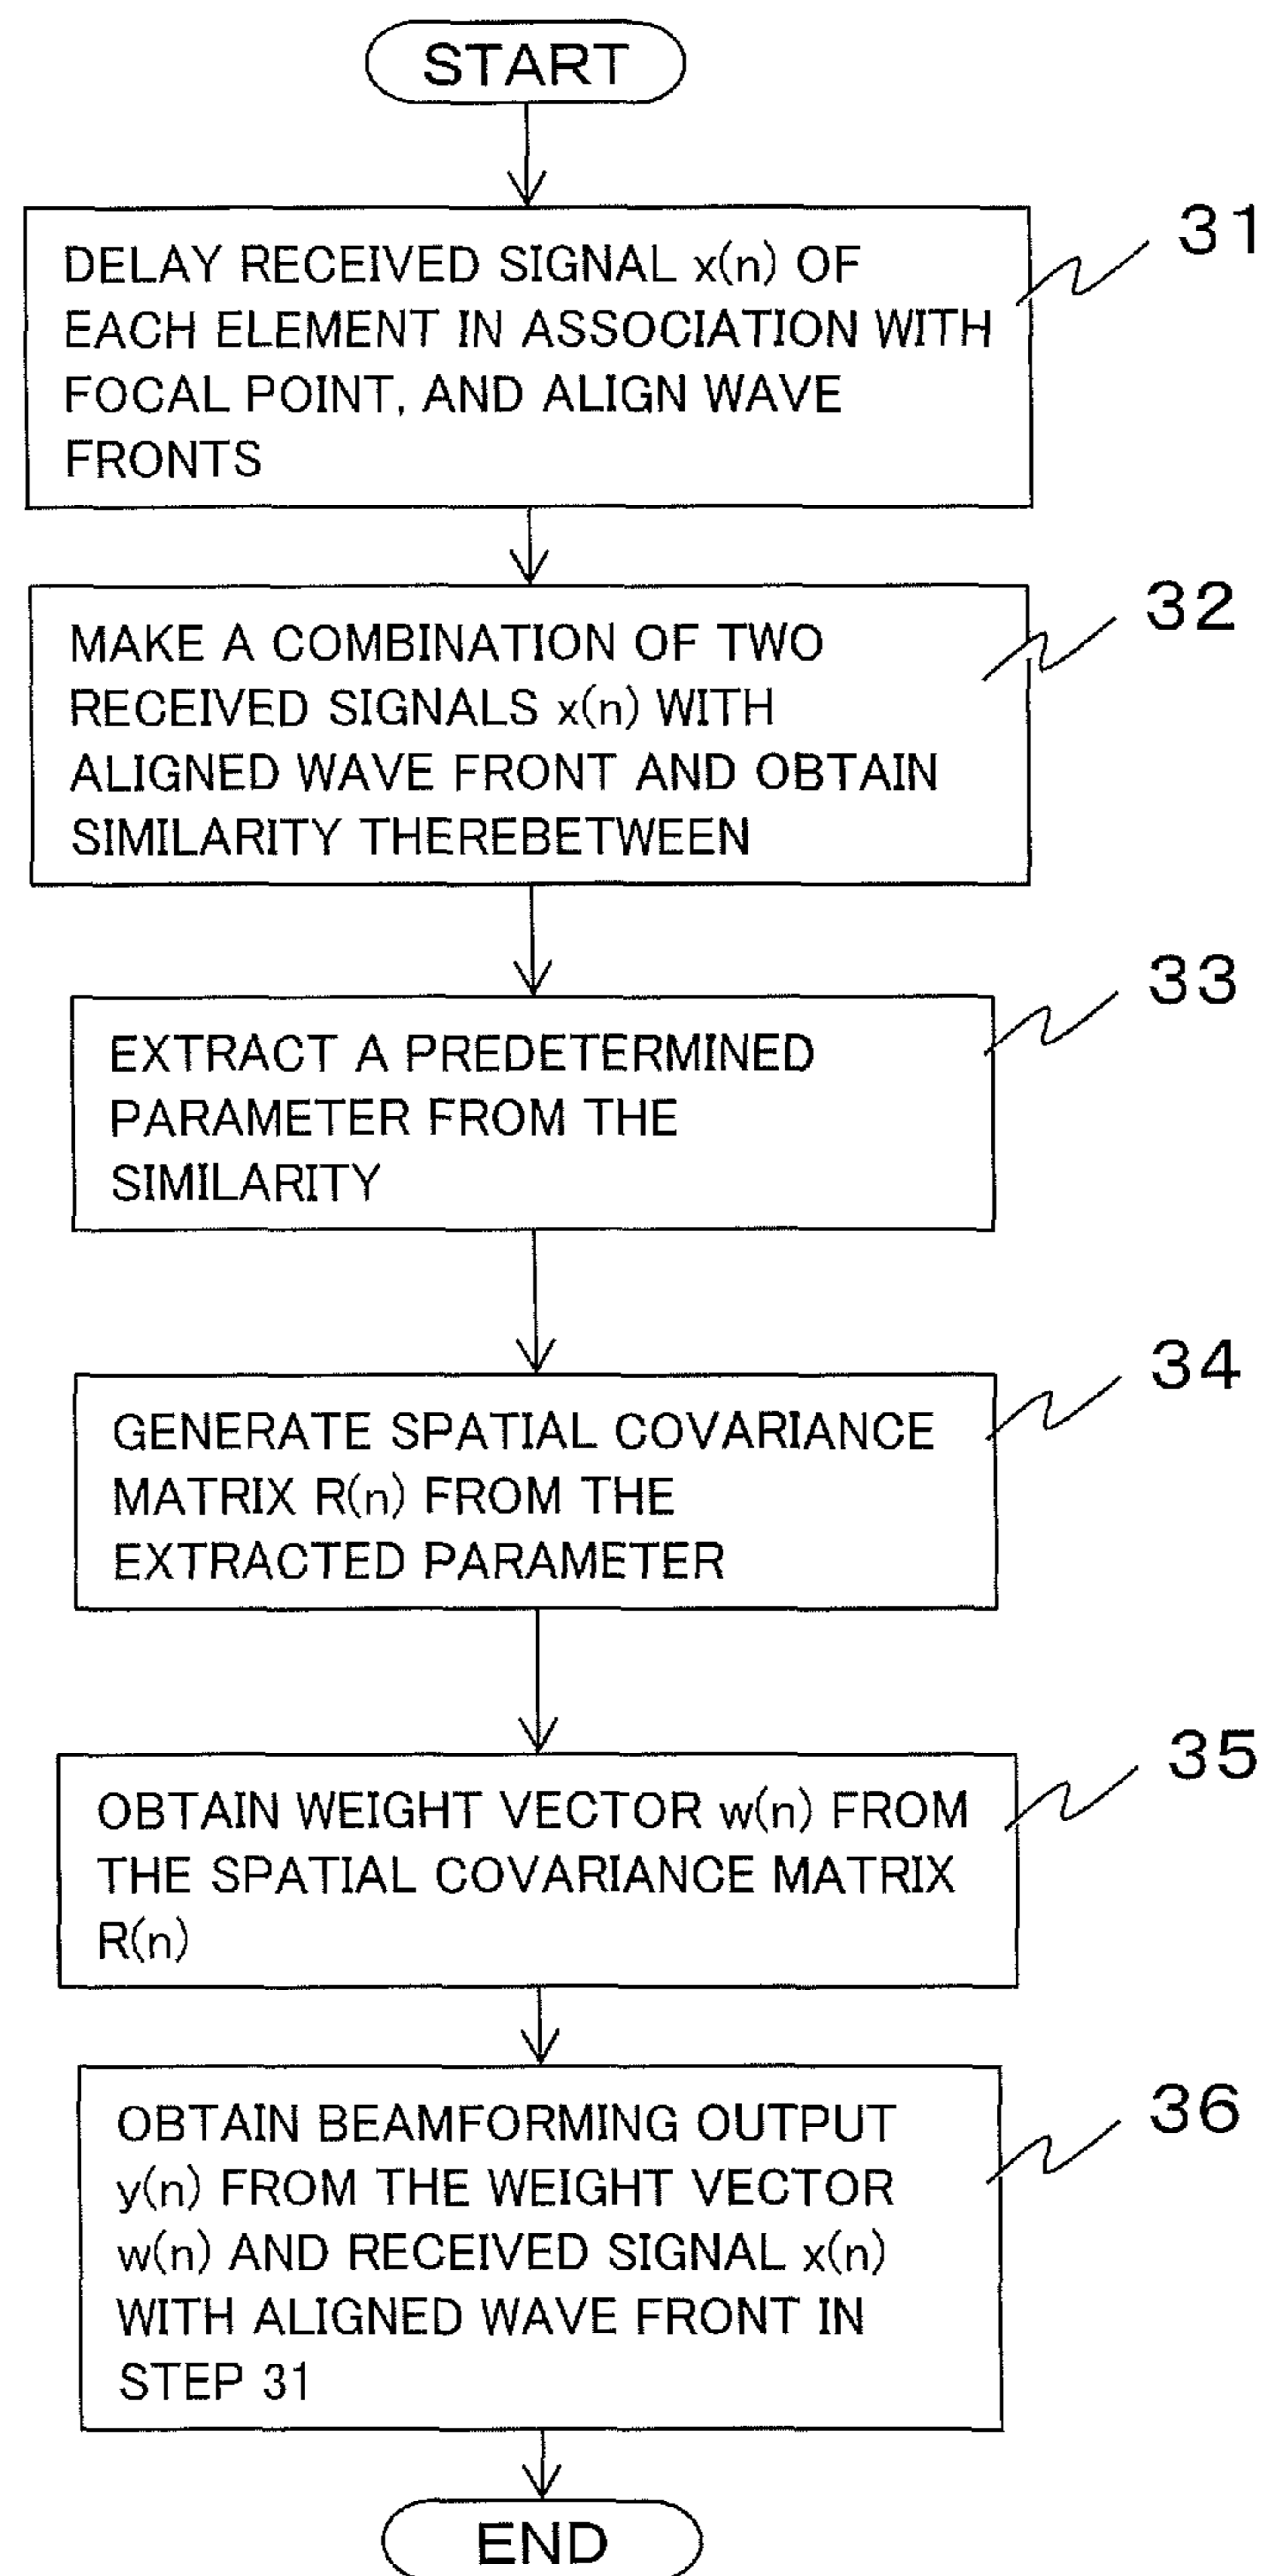 START
31
DELAY RECEIVED SIGNAL x(n) OF
EACH ELEMENT IN ASSOCIATION WITH
FOCAL POINT, AND ALIGN WAVE
FRONTS
32
MAKE A COMBINATION OF TWO
RECEIVED SIGNALS x(n) WITH
ALIGNED WAVE FRONT AND OBTAIN
SIMILARITY THEREBETWEEN
33
EXTRACT A PREDETERMINED
PARAMETER FROM THE
SIMILARITY
34
GENERATE SPATIAL COVARIANCE
MATRIX R(n) FROM THE
EXTRACTED PARAMETER
35
OBTAIN WEIGHT VECTOR w(n) FROM
THE SPATIAL COVARIANCE MATRIX
R(n)
36
OBTAIN BEAMFORMING OUTPUT
y(n) FROM THE WEIGHT VECTOR
w(n) AND RECEIVED SIGNAL x(n)
WITH ALIGNED WAVE FRONT IN
STEP 31
END